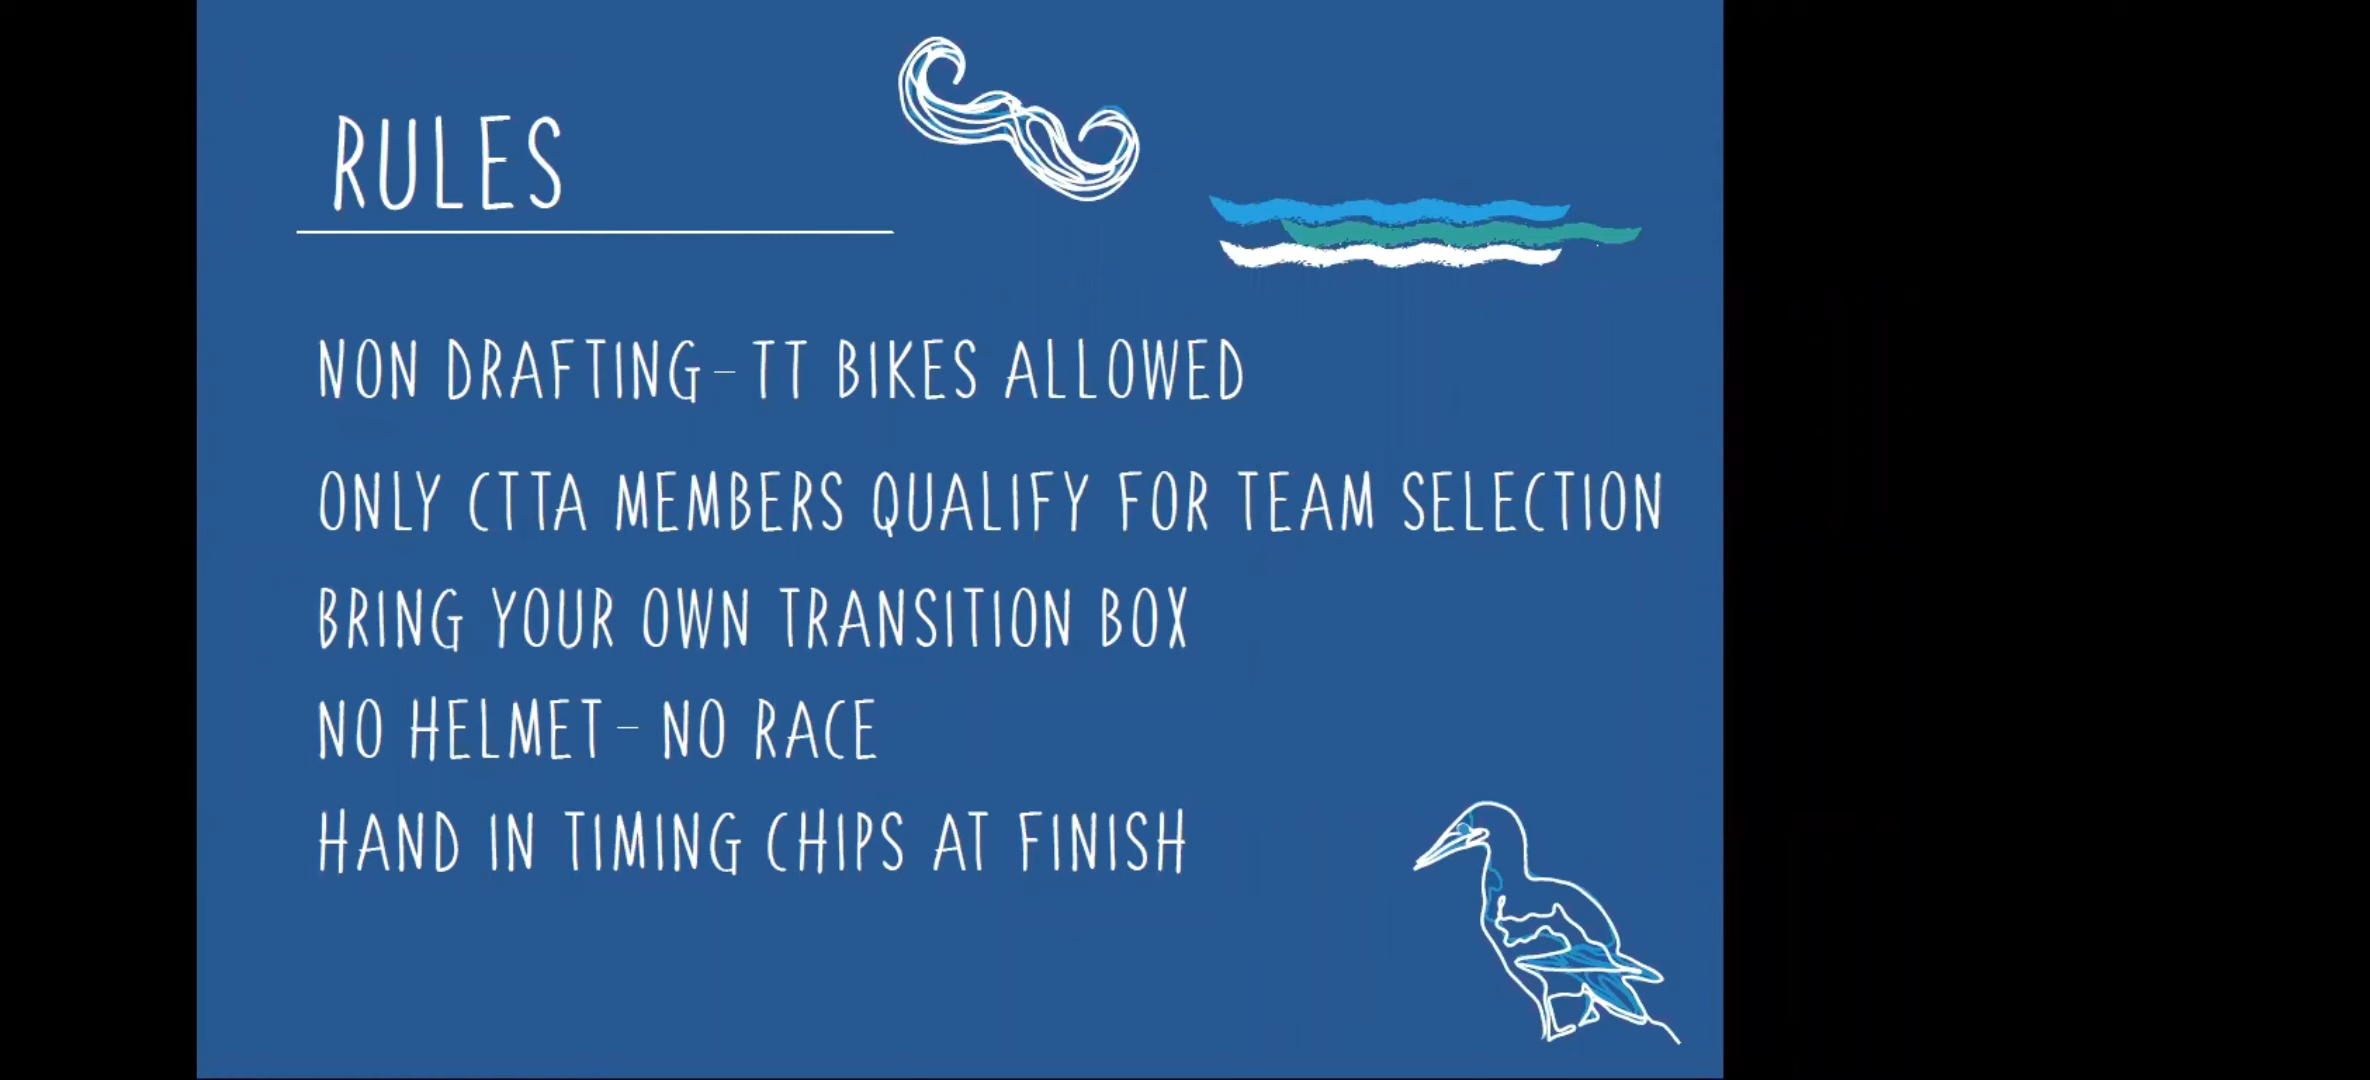 RULES
NON DRAFTING - TT BIKES ALLOWED
ONLY CTTA MEMBERS QUALIFY FOR TEAM SELECTION
BRING YOUR OWN TRANSITION BOX
NO HELMET - NO RACE
HAND IN TIMING CHIPS AT FINISH